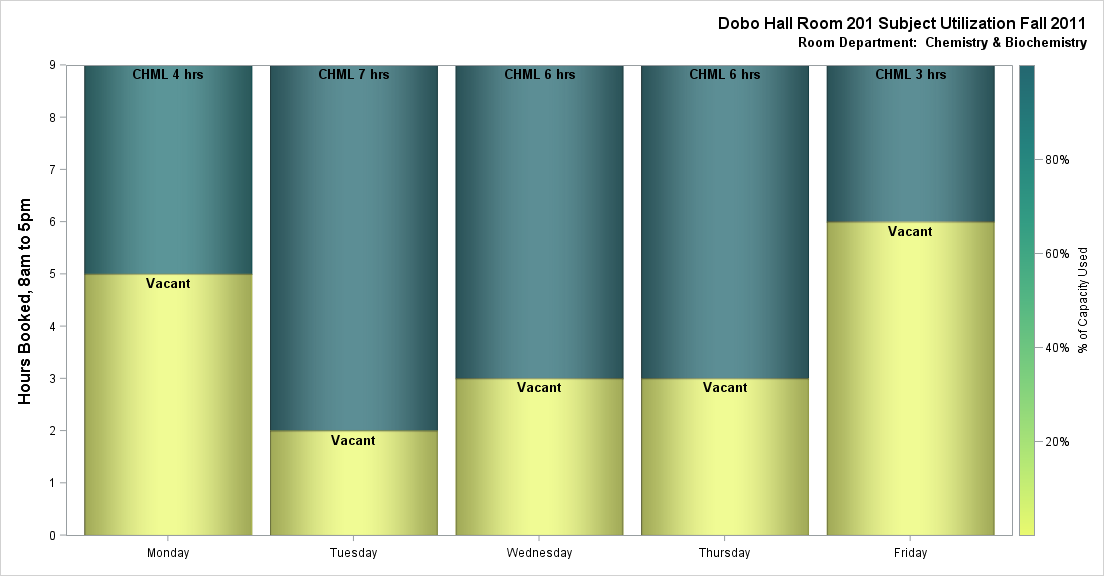 Dobo Hall Room 201 Subject Utilization Fall 2011
Room Department:  Chemistry & Biochemistry
Hours Booked, 8am to 5pm
9
8
7
6
5
4
3
2
1
0
CHML 4 hrs
CHML 7 hrs
CHML 6 hrs
CHML 6 hrs
CHML 3 hrs
Vacant
Vacant
Vacant
Vacant
Vacant
Monday
Tuesday
Wednesday
Thursday
Friday
80%
60%
40%
20%
% of Capacity Used